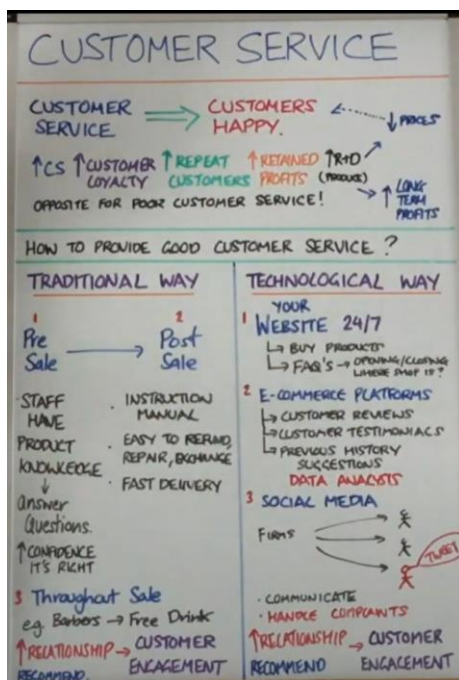 CUSTOMER SERVICE
CUSTOMER SERVICE ⇒ CUSTOMERS HAPPY.
↓ PRICES
↑CS ↑CUSTOMER LOYALTY ↑REPEAT CUSTOMERS ↑RETAINED PROFITS ↑R+D (PRODUCT)
↑ LONG TERM PROFITS
OPPOSITE FOR POOR CUSTOMER SERVICE!
HOW TO PROVIDE GOOD CUSTOMER SERVICE?
TRADITIONAL WAY
1 Pre Sale → 2 Post Sale
· STAFF
HAVE
PRODUCT
KNOWLEDGE
↓
Answer
Questions.
↑CONFIDENCE
IT'S RIGHT
· INSTRUCTION
MANUAL
· EASY TO REFUND,
REPAIR, EXCHANGE
· FAST DELIVERY
3 Throughout Sale
eg Barbers → Free Drink
↑RELATIONSHIP → CUSTOMER
RECOMMEND. ENGAGEMENT
TECHNOLOGICAL WAY
1 YOUR
WEBSITE 24/7
↳ BUY PRODUCTS
↳ FAQ'S → OPENING/CLOSING
WHERE SHOP IS?
2 E-COMMERCE PLATFORMS
↳ CUSTOMER REVIEWS
↳ CUSTOMER TESTIMONIALS
↳ PREVIOUS HISTORY
SUGGESTIONS
DATA ANALYSTS
3 SOCIAL MEDIA
FIRMS
TWEET
· COMMUNICATE
· HANDLE COMPLAINTS
↑RELATIONSHIP → CUSTOMER
RECOMMEND ENGAGEMENT